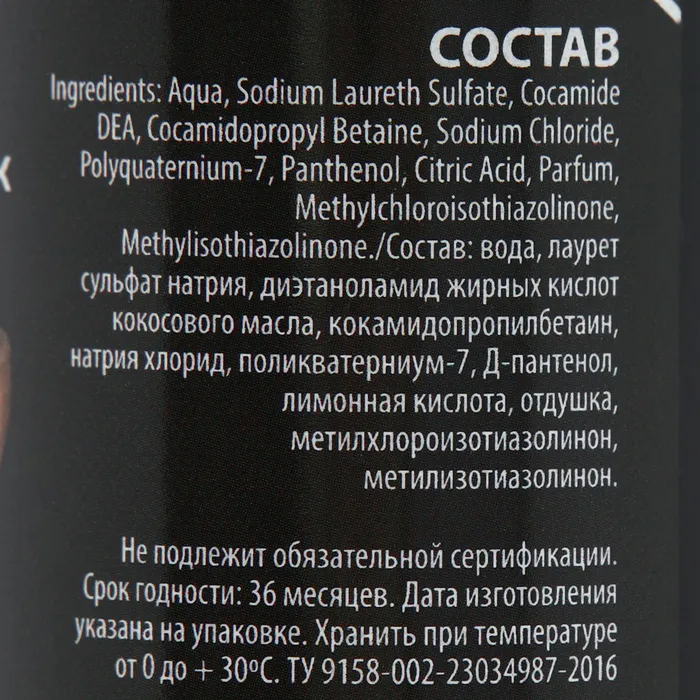 СОСТАВ
Ingredients: Aqua, Sodium Laureth Sulfate, Cocamide
DEA, Cocamidopropyl Betaine, Sodium Chloride,
Polyquaternium-7, Panthenol, Citric Acid, Parfum,
Methylchloroisothiazolinone,
Methylisothiazolinone./Состав: вода, лаурет
сульфат натрия, диэтаноламид жирных кислот
кокосового масла, кокамидопропилбетаин,
натрия хлорид, поликватерниум-7, Д-пантенол,
лимонная кислота, отдушка,
метилхлороизотиазолинон,
метилизотиазолинон.
Не подлежит обязательной сертификации.
Срок годности: 36 месяцев. Дата изготовления
указана на упаковке. Хранить при температуре
от 0 до + 30ºС. ТУ 9158-002-23034987-2016